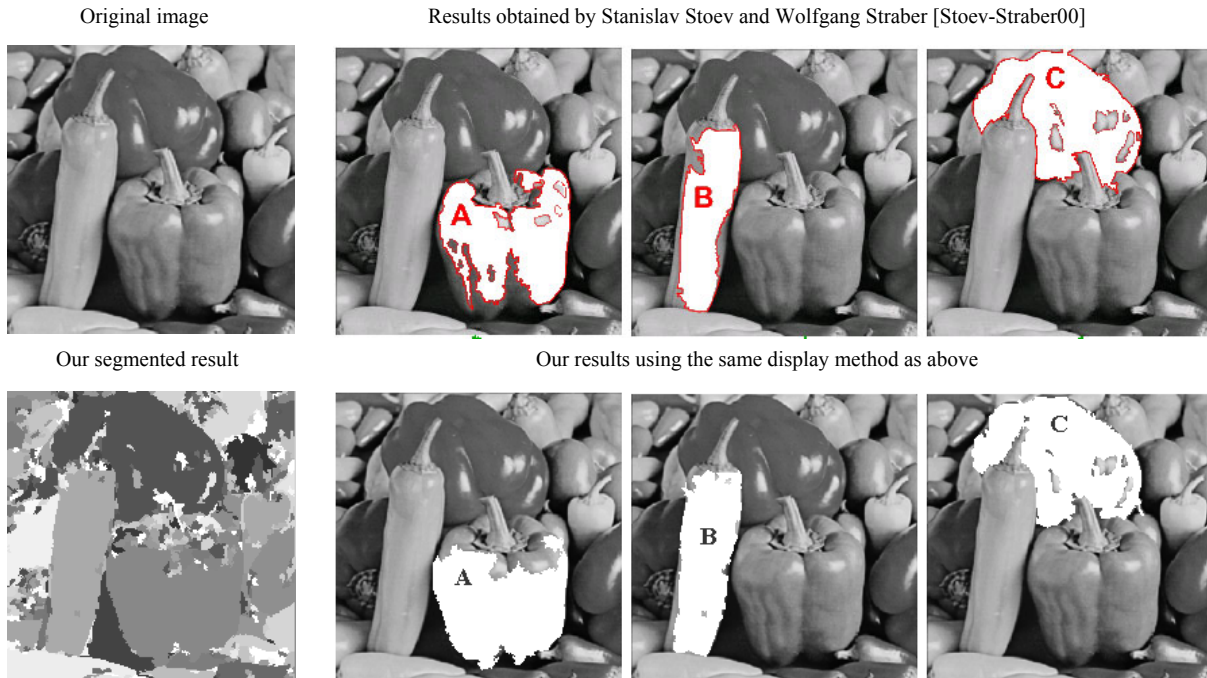 Original image
Results obtained by Stanislav Stoev and Wolfgang Straber [Stoev-Straber00]
A
B
C
Our segmented result
Our results using the same display method as above
A
B
C